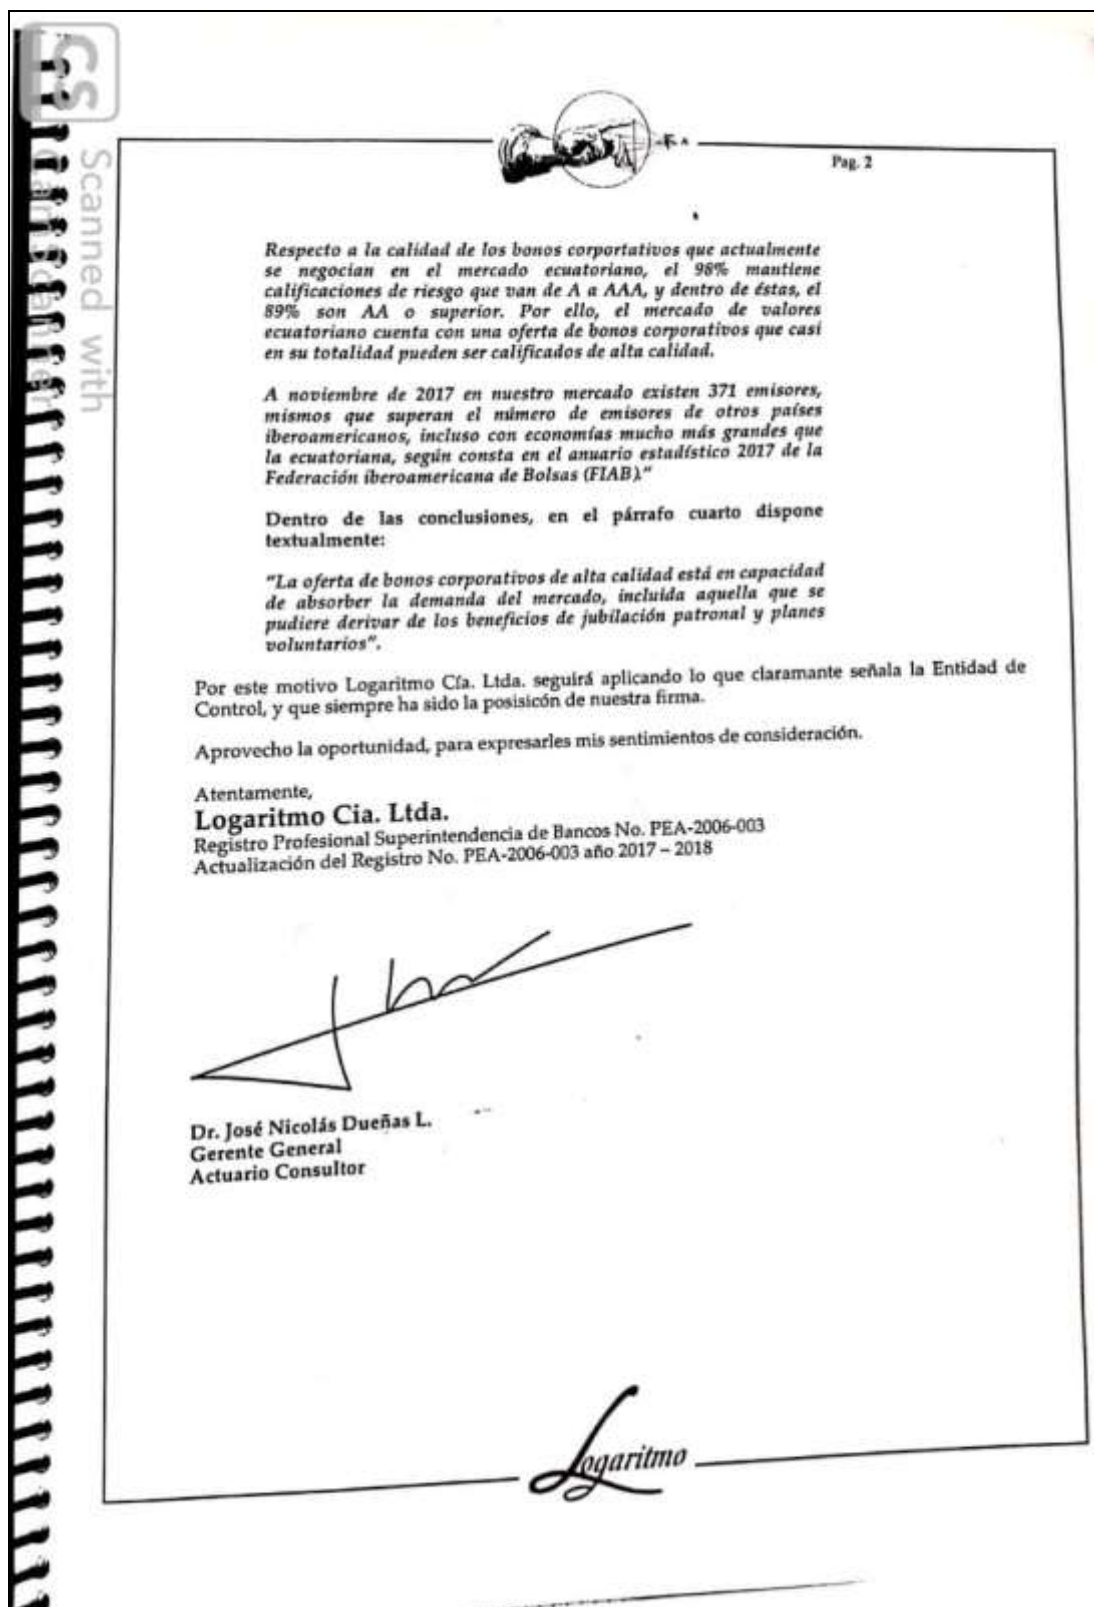 CS
Scanned with
CamScanner
Pag. 2
Respecto a la calidad de los bonos corportativos que actualmente
se negocian en el mercado ecuatoriano, el 98% mantiene
calificaciones de riesgo que van de A a AAA, y dentro de éstas, el
89% son AA o superior. Por ello, el mercado de valores
ecuatoriano cuenta con una oferta de bonos corporativos que casi
en su totalidad pueden ser calificados de alta calidad.
A noviembre de 2017 en nuestro mercado existen 371 emisores,
mismos que superan el número de emisores de otros países
iberoamericanos, incluso con economías mucho más grandes que
la ecuatoriana, según consta en el anuario estadístico 2017 de la
Federación iberoamericana de Bolsas (FIAB)."
Dentro de las conclusiones, en el párrafo cuarto dispone
textualmente:
"La oferta de bonos corporativos de alta calidad está en capacidad
de absorber la demanda del mercado, incluida aquella que se
pudiere derivar de los beneficios de jubilación patronal y planes
voluntarios".
Por este motivo Logaritmo Cía. Ltda. seguirá aplicando lo que claramante señala la Entidad de
Control, y que siempre ha sido la posisicón de nuestra firma.
Aprovecho la oportunidad, para expresarles mis sentimientos de consideración.
Atentamente,
Logaritmo Cia. Ltda.
Registro Profesional Superintendencia de Bancos No. PEA-2006-003
Actualización del Registro No. PEA-2006-003 año 2017 – 2018
Dr. José Nicolás Dueñas L.
Gerente General
Actuario Consultor
Logaritmo